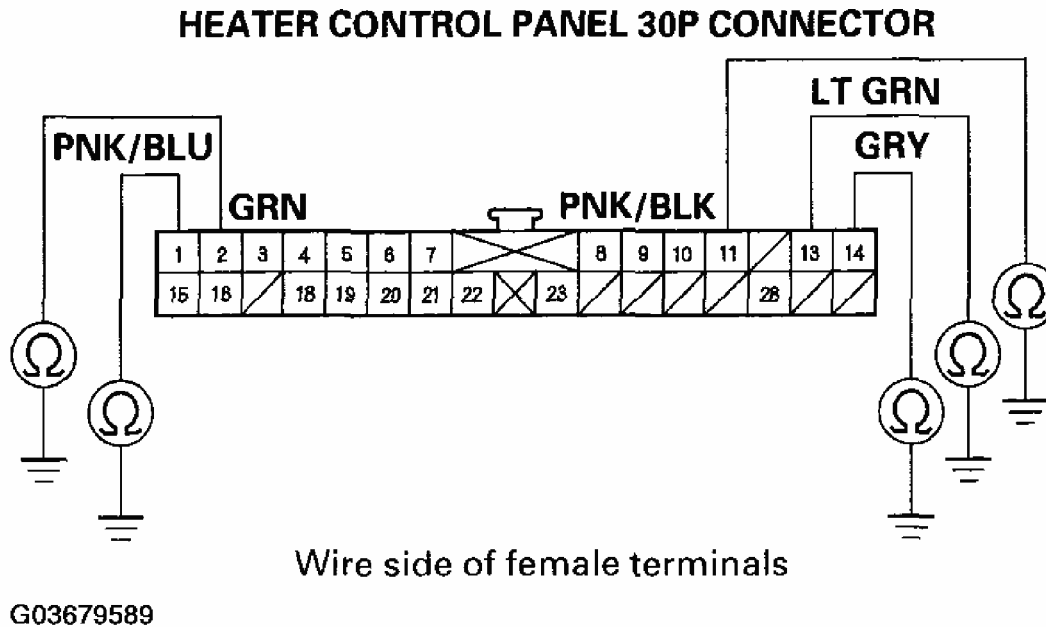 HEATER CONTROL PANEL 30P CONNECTOR
LT GRN
PNK/BLU
GRY
GRN
PNK/BLK
1 2 3 4 5 6 7 8 9 10 11 13 14
15 16 18 19 20 21 22 23 28
Ω Ω Ω Ω Ω
Wire side of female terminals
G03679589